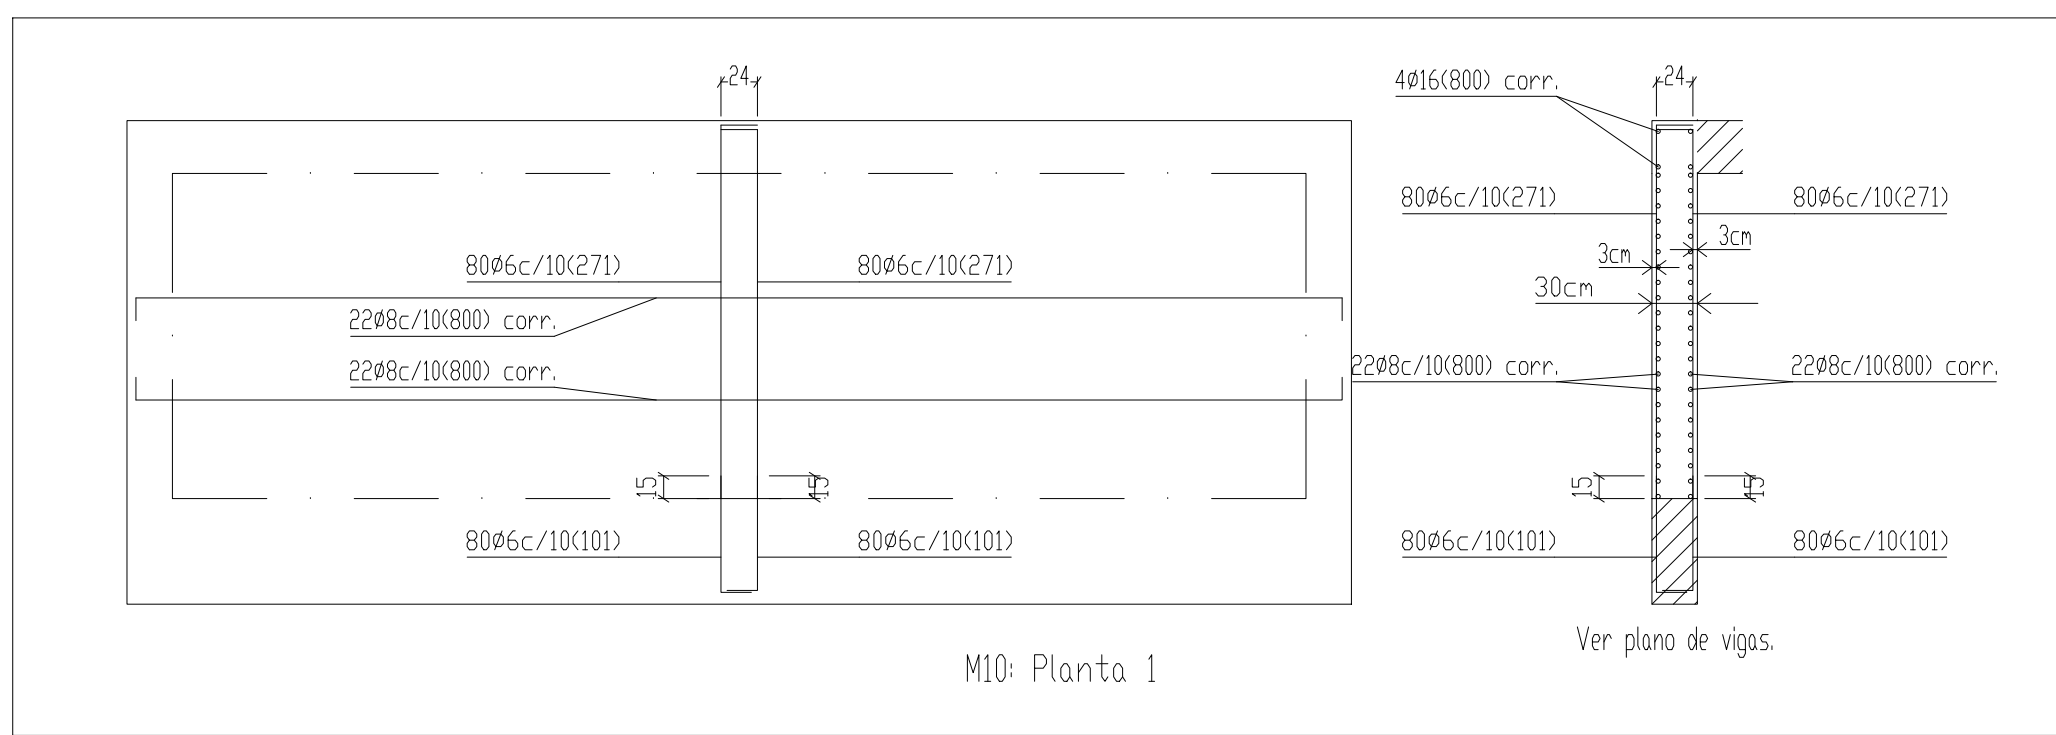 24
4Ø16(800) corr.
24
80Ø6c/10(271)
80Ø6c/10(271)
3cm
3cm
80Ø6c/10(271)
80Ø6c/10(271)
30cm
22Ø8c/10(800) corr.
22Ø8c/10(800) corr.
22Ø8c/10(800) corr.
22Ø8c/10(800) corr.
15
15
15
15
80Ø6c/10(101)
80Ø6c/10(101)
80Ø6c/10(101)
80Ø6c/10(101)
Ver plano de vigas.
M10: Planta 1